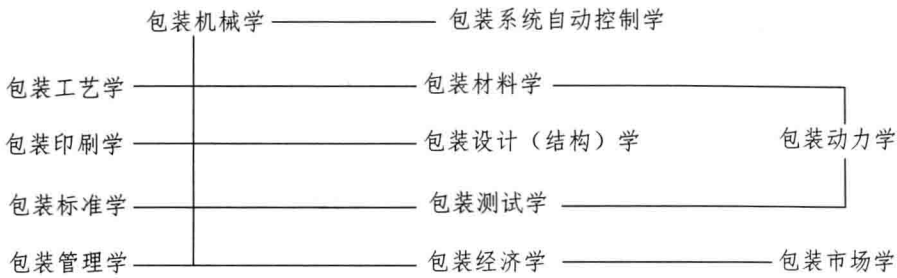 包装机械学 包装系统自动控制学
包装工艺学 包装材料学
包装印刷学 包装设计（结构）学 包装动力学
包装标准学 包装测试学
包装管理学 包装经济学 包装市场学